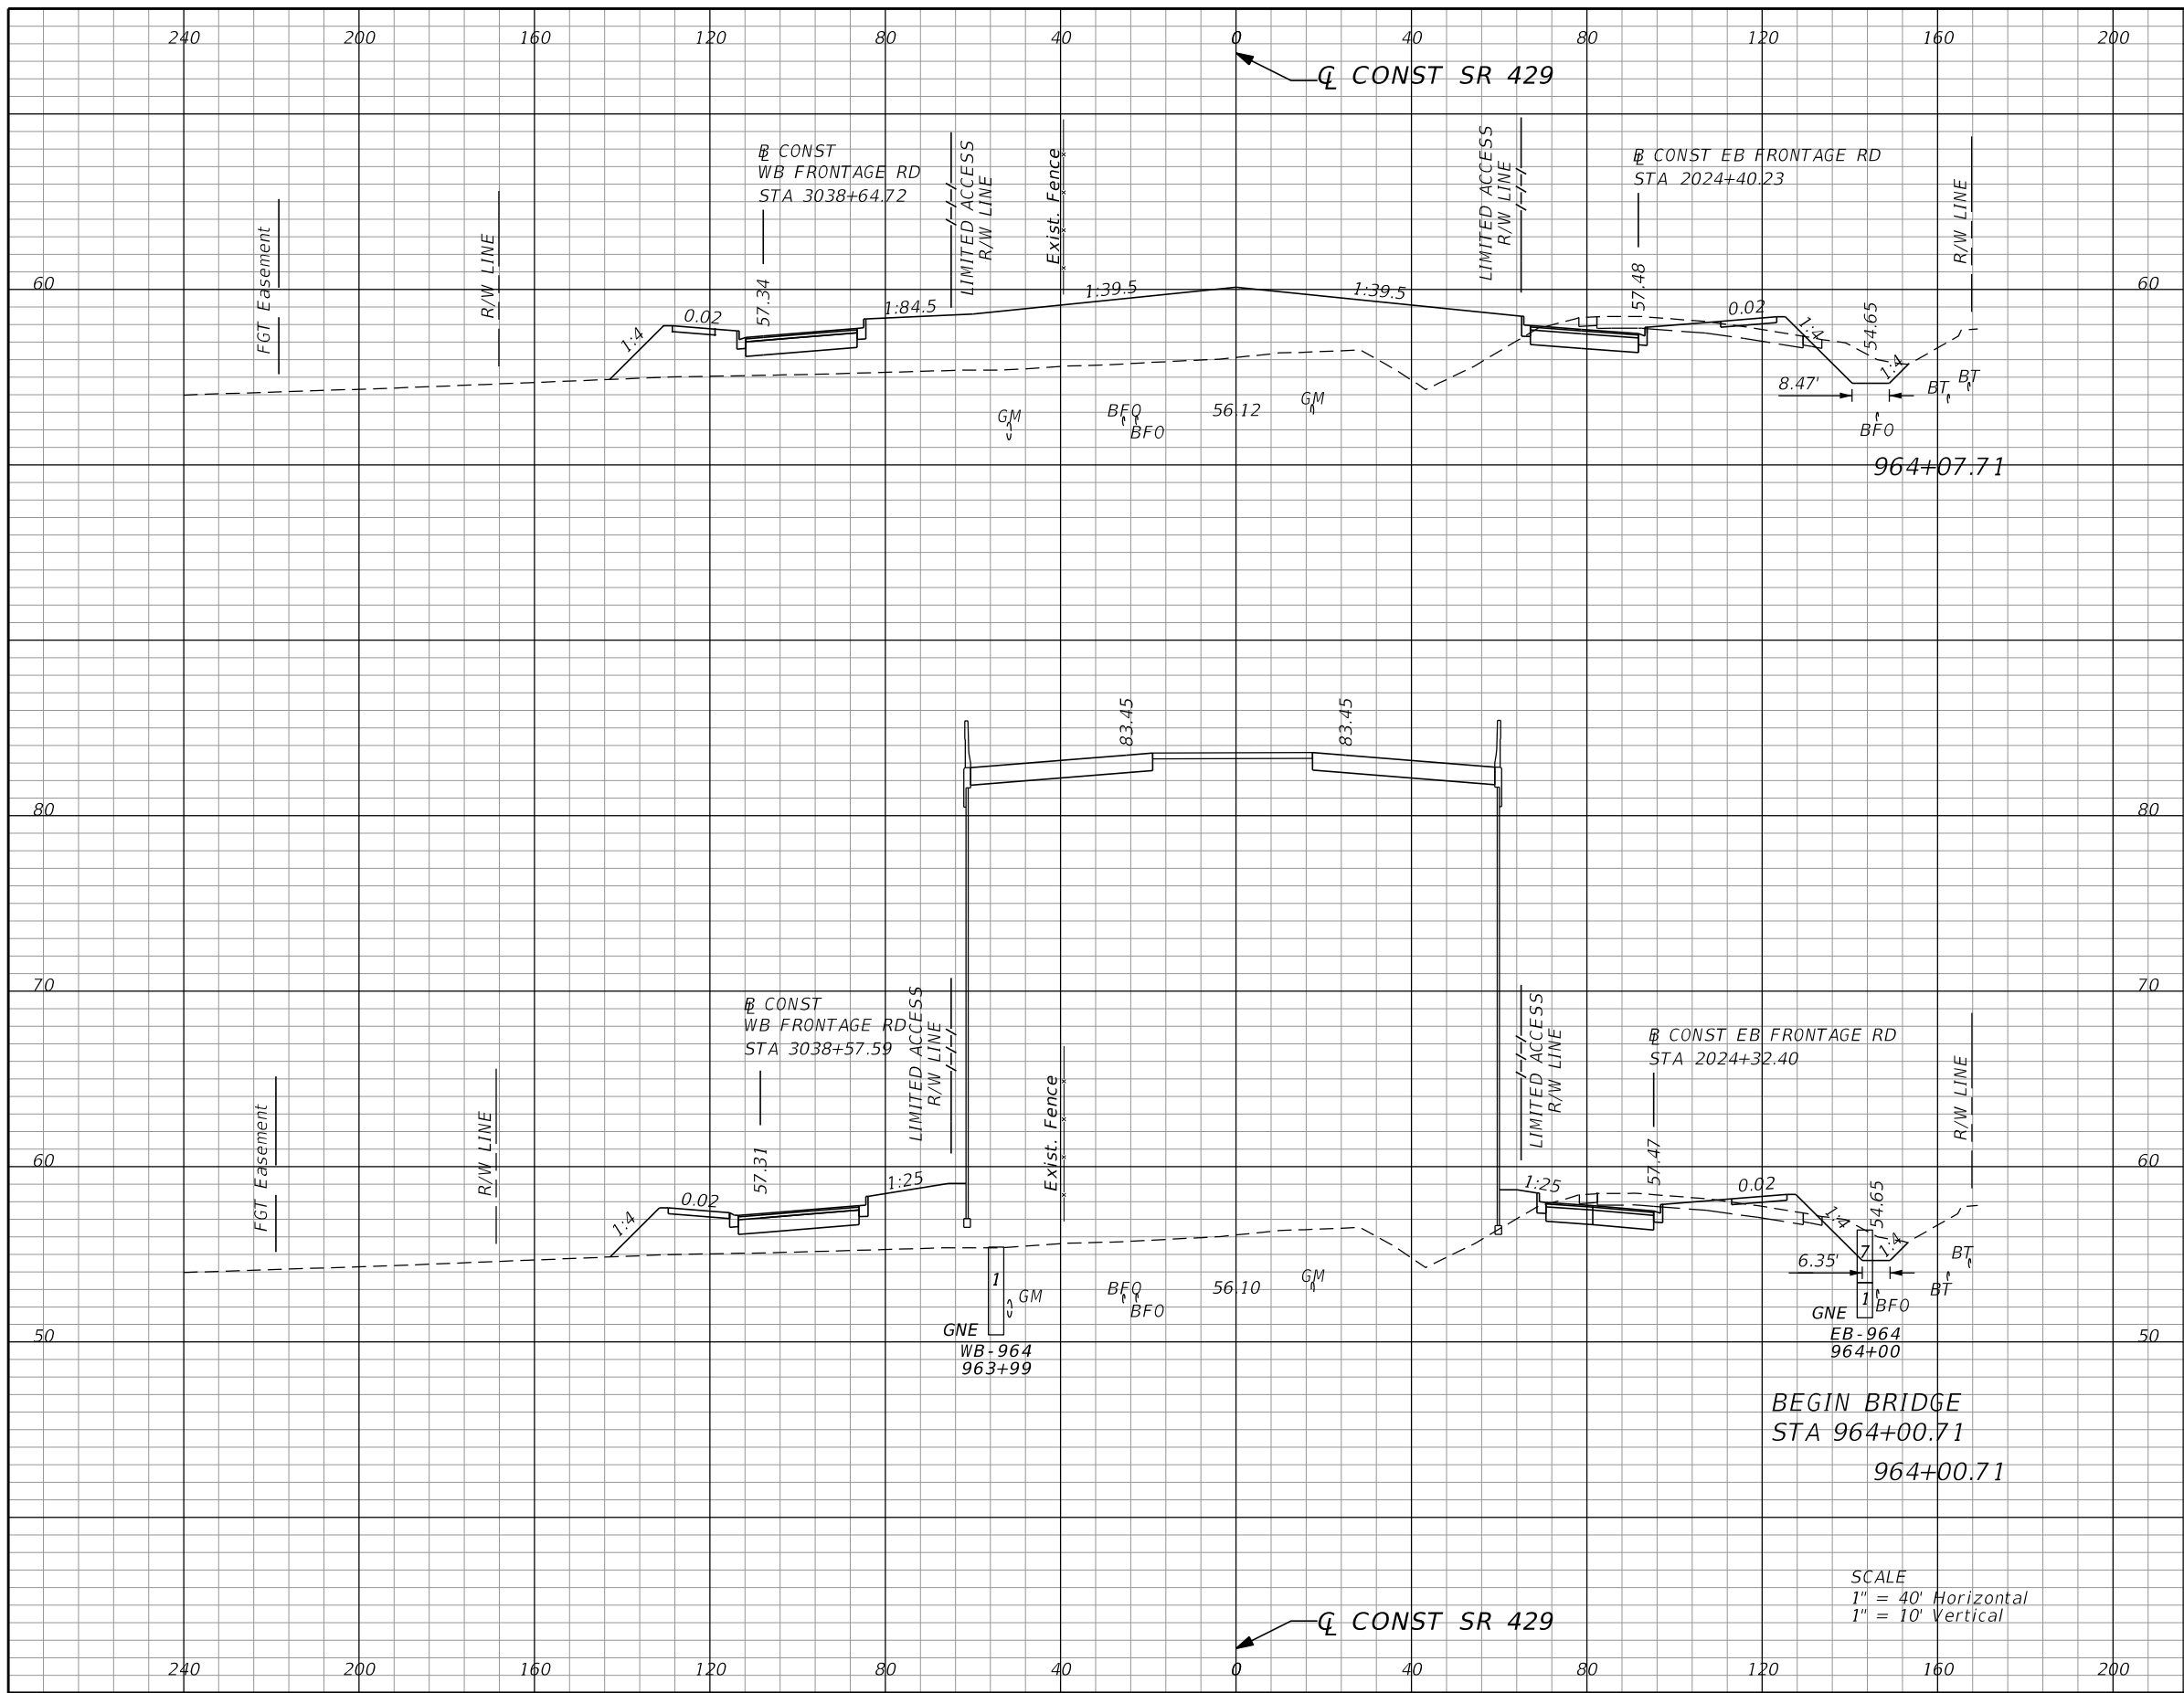 240 200 160 120 80 40 0 40 80 120 160 200
℄ CONST SR 429
B̲L CONST
WB FRONTAGE RD
STA 3038+64.72
LIMITED ACCESS
R/W LINE
Exist. Fence
LIMITED ACCESS
R/W LINE
BL CONST EB FRONTAGE RD
STA 2024+40.23
R/W LINE
FGT Easement
R/W LINE
60
60
1:4
0.02
57.34
1:84.5
1:39.5
1:39.5
57.48
0.02
1:4
54.65
1:4
8.47'
BT
BT
GM
BFO
BFO
56.12
GM
BFO
964+07.71
83.45
83.45
80
80
70
70
BL CONST
WB FRONTAGE RD
STA 3038+57.59
LIMITED ACCESS
R/W LINE
Exist. Fence
LIMITED ACCESS
R/W LINE
BL CONST EB FRONTAGE RD
STA 2024+32.40
R/W LINE
FGT Easement
R/W LINE
60
60
1:4
0.02
57.31
1:25
1:25
57.47
0.02
1:4
54.65
7
1:4
6.35'
BT
BT
1
GM
BFO
BFO
56.10
GM
1
BFO
GNE
WB-964
963+99
GNE
EB-964
964+00
50
50
BEGIN BRIDGE
STA 964+00.71
964+00.71
SCALE
1" = 40' Horizontal
1" = 10' Vertical
℄ CONST SR 429
240 200 160 120 80 40 0 40 80 120 160 200